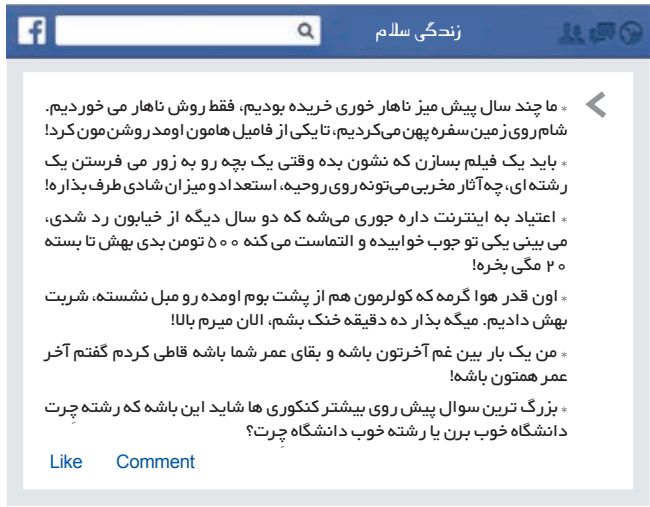 f
زندگی سلام
* ما چند سال پیش میز ناهار خوری خریده بودیم، فقط روش ناهار می خوردیم.
شام روی زمین سفره پهن می‌کردیم، تا یکی از فامیل هامون اومد روشن مون کرد!
* باید یک فیلم بسازن که نشون بده وقتی یک بچه رو به زور می فرستن یک
رشته ای، چه آثار مخربی می‌تونه روی روحیه، استعداد و میزان شادی طرف بذاره!
* اعتیاد به اینترنت داره جوری می‌شه که دو سال دیگه از خیابون رد شدی،
می بینی یکی تو جوب خوابیده و التماست می کنه ۵۰۰ تومن بدی بهش تا بسته
۲۰ مگی بخره!
* اون قدر هوا گرمه که کولرمون هم از پشت بوم اومده رو مبل نشسته، شربت
بهش دادیم. میگه بذار ده دقیقه خنک بشم، الان میرم بالا!
* من یک بار بین غم آخرتون باشه و بقای عمر شما باشه قاطی کردم گفتم آخر
عمر همتون باشه!
* بزرگ ترین سوال پیش روی بیشتر کنکوری ها شاید این باشه که رشته چِرت
دانشگاه خوب برن یا رشته خوب دانشگاه چِرت؟
Like Comment